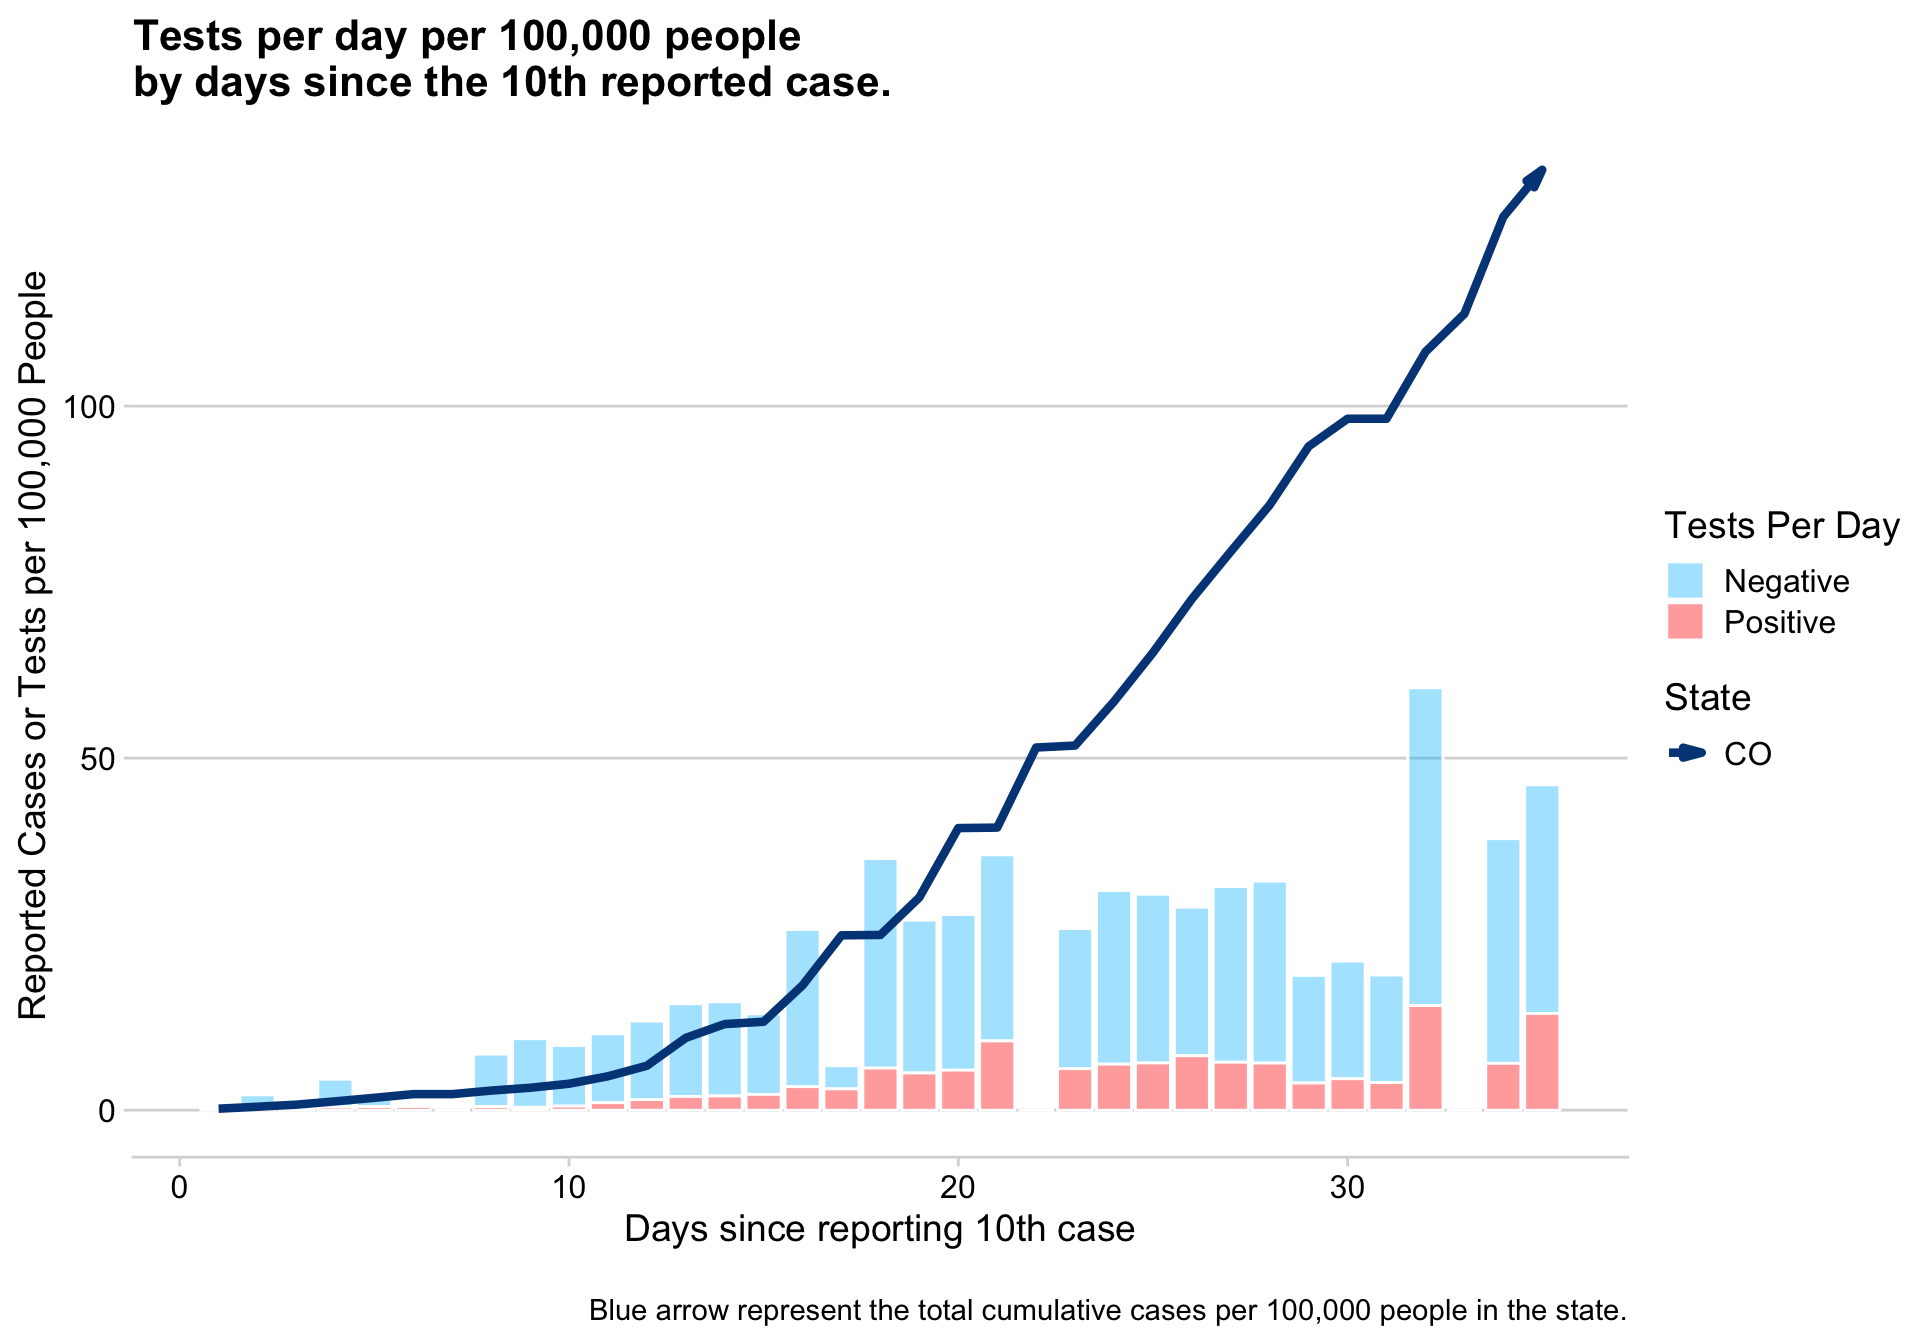 Tests per day per 100,000 people
by days since the 10th reported case.
Reported Cases or Tests per 100,000 People
100
50
0
0
10
20
30
Days since reporting 10th case
Tests Per Day
Negative
Positive
State
CO
Blue arrow represent the total cumulative cases per 100,000 people in the state.